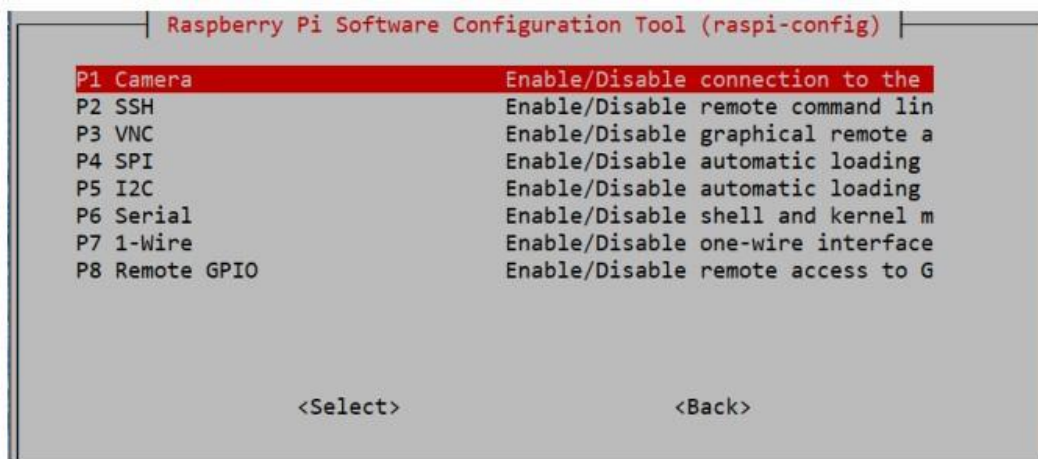 Raspberry Pi Software Configuration Tool (raspi-config)
P1 Camera Enable/Disable connection to the
P2 SSH Enable/Disable remote command lin
P3 VNC Enable/Disable graphical remote a
P4 SPI Enable/Disable automatic loading
P5 I2C Enable/Disable automatic loading
P6 Serial Enable/Disable shell and kernel m
P7 1-Wire Enable/Disable one-wire interface
P8 Remote GPIO Enable/Disable remote access to G
<Select> <Back>